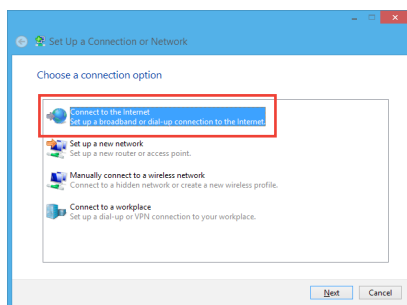 Set Up a Connection or Network
Choose a connection option
Connect to the Internet
Set up a broadband or dial-up connection to the Internet.
Set up a new network
Set up a new router or access point.
Manually connect to a wireless network
Connect to a hidden network or create a new wireless profile.
Connect to a workplace
Set up a dial-up or VPN connection to your workplace.
Next Cancel